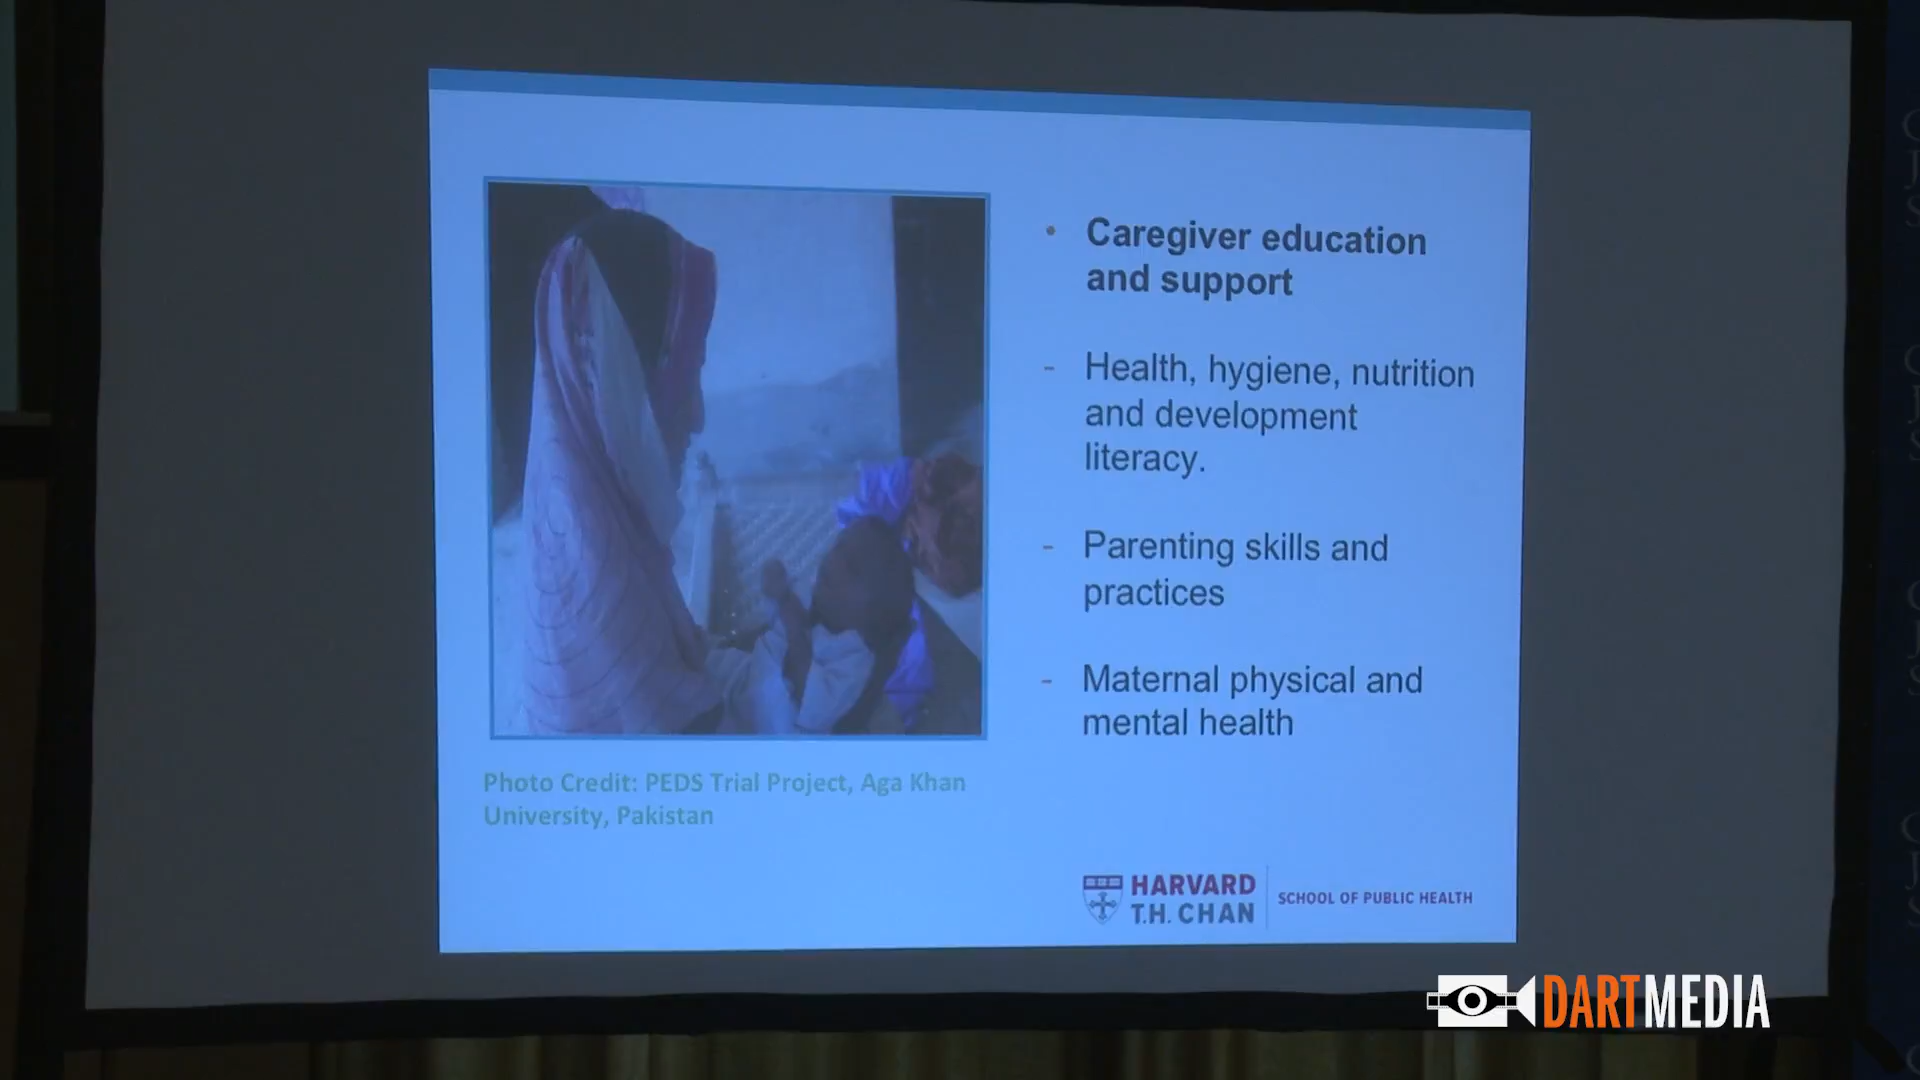 • Caregiver education
and support
- Health, hygiene, nutrition
and development
literacy.
- Parenting skills and
practices
- Maternal physical and
mental health
Photo Credit: PEDS Trial Project, Aga Khan
University, Pakistan
HARVARD
T.H. CHAN
SCHOOL OF PUBLIC HEALTH
DARTMEDIA